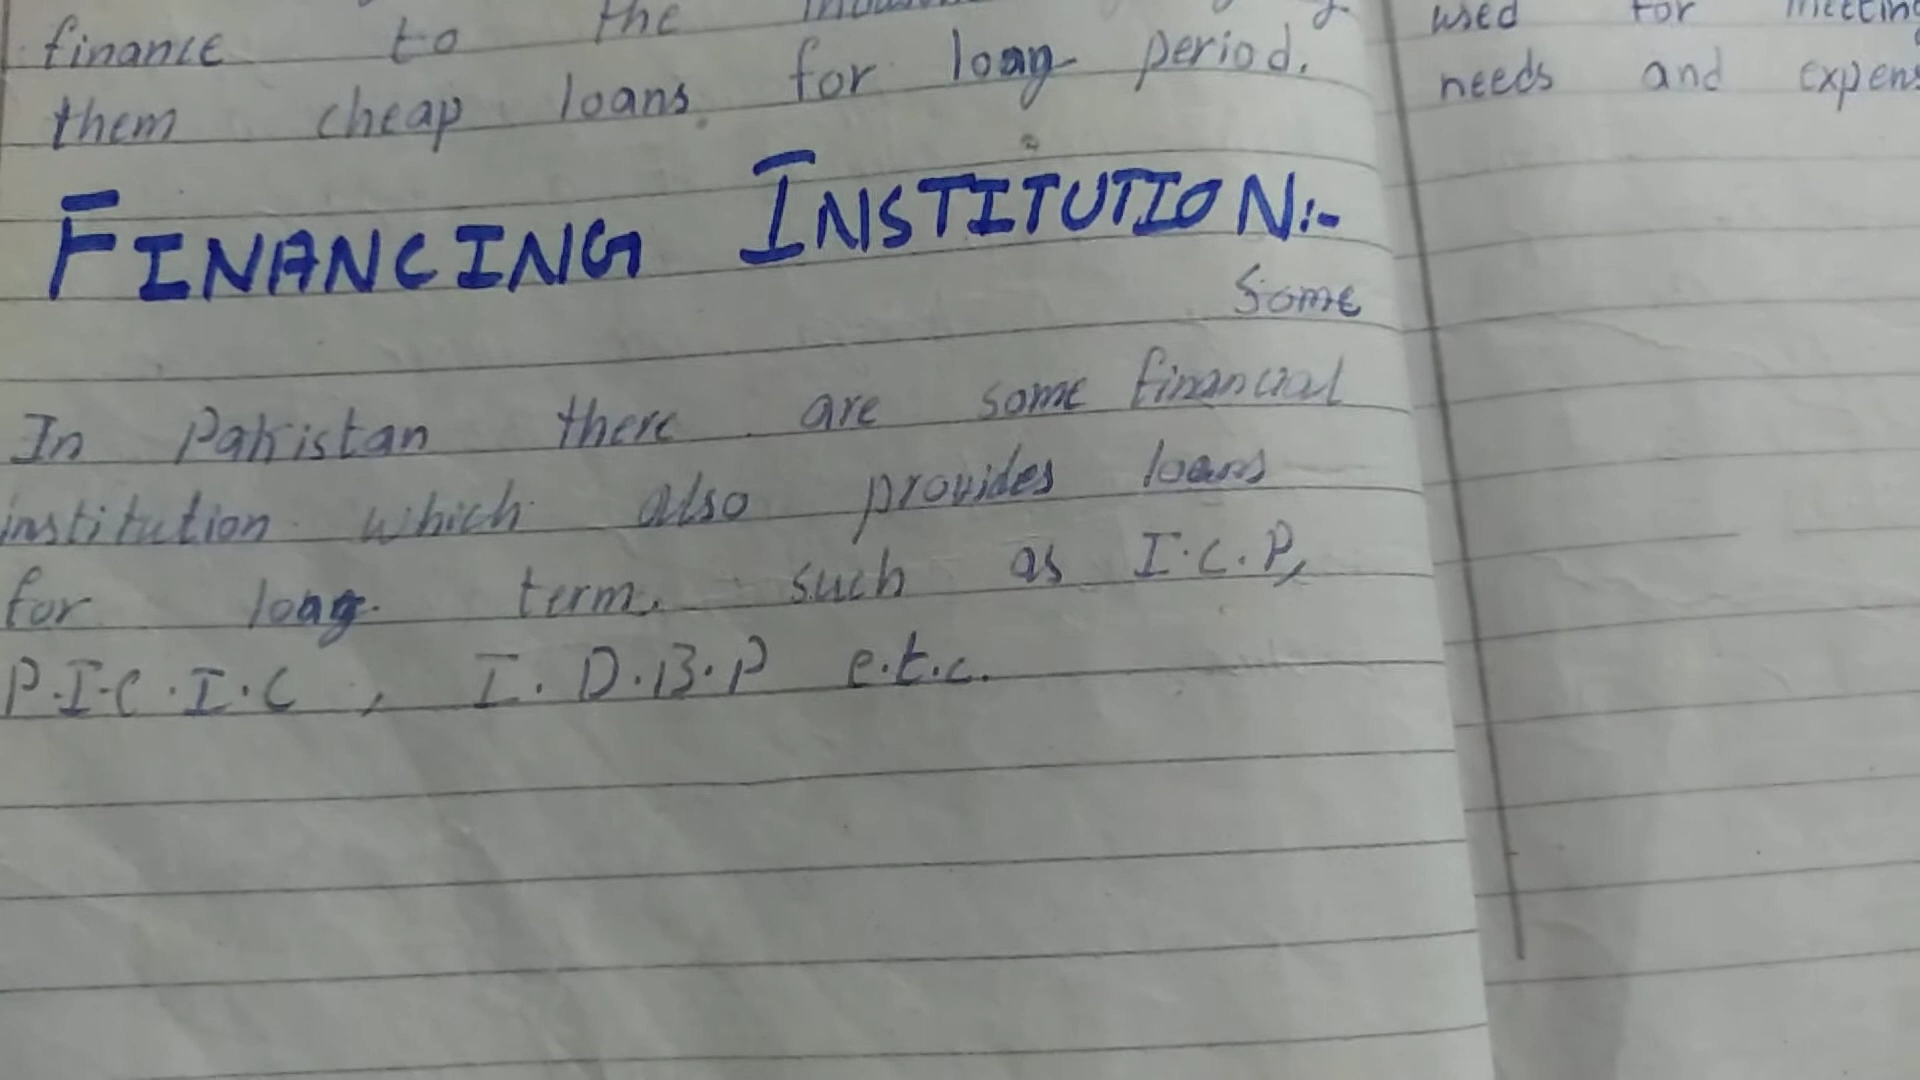 finance to the
them cheap loans. for long period.
FINANCING INSTITUTION:-
Some
In Pakistan there are some financial
institution which also provides loans
for long term. such as I.C.P,
P.I.C.I.C, I.D.B.P e.t.c.
used for meeting
needs and